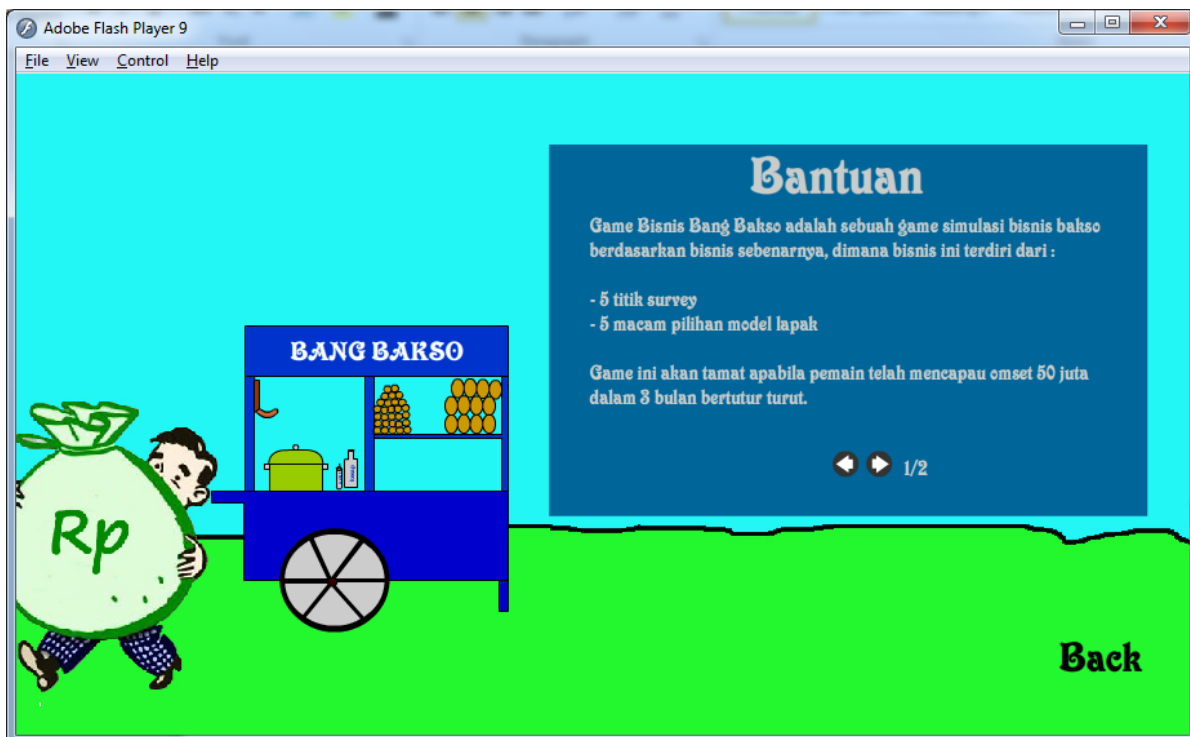 Adobe Flash Player 9
File View Control Help
Bantuan
Game Bisnis Bang Bakso adalah sebuah game simulasi bisnis bakso
berdasarkan bisnis sebenarnya, dimana bisnis ini terdiri dari :
- 5 titik survey
- 5 macam pilihan model lapak
Game ini akan tamat apabila pemain telah mencapau omset 50 juta
dalam 3 bulan bertutur turut.
1/2
BANG BAKSO
Rp
Back